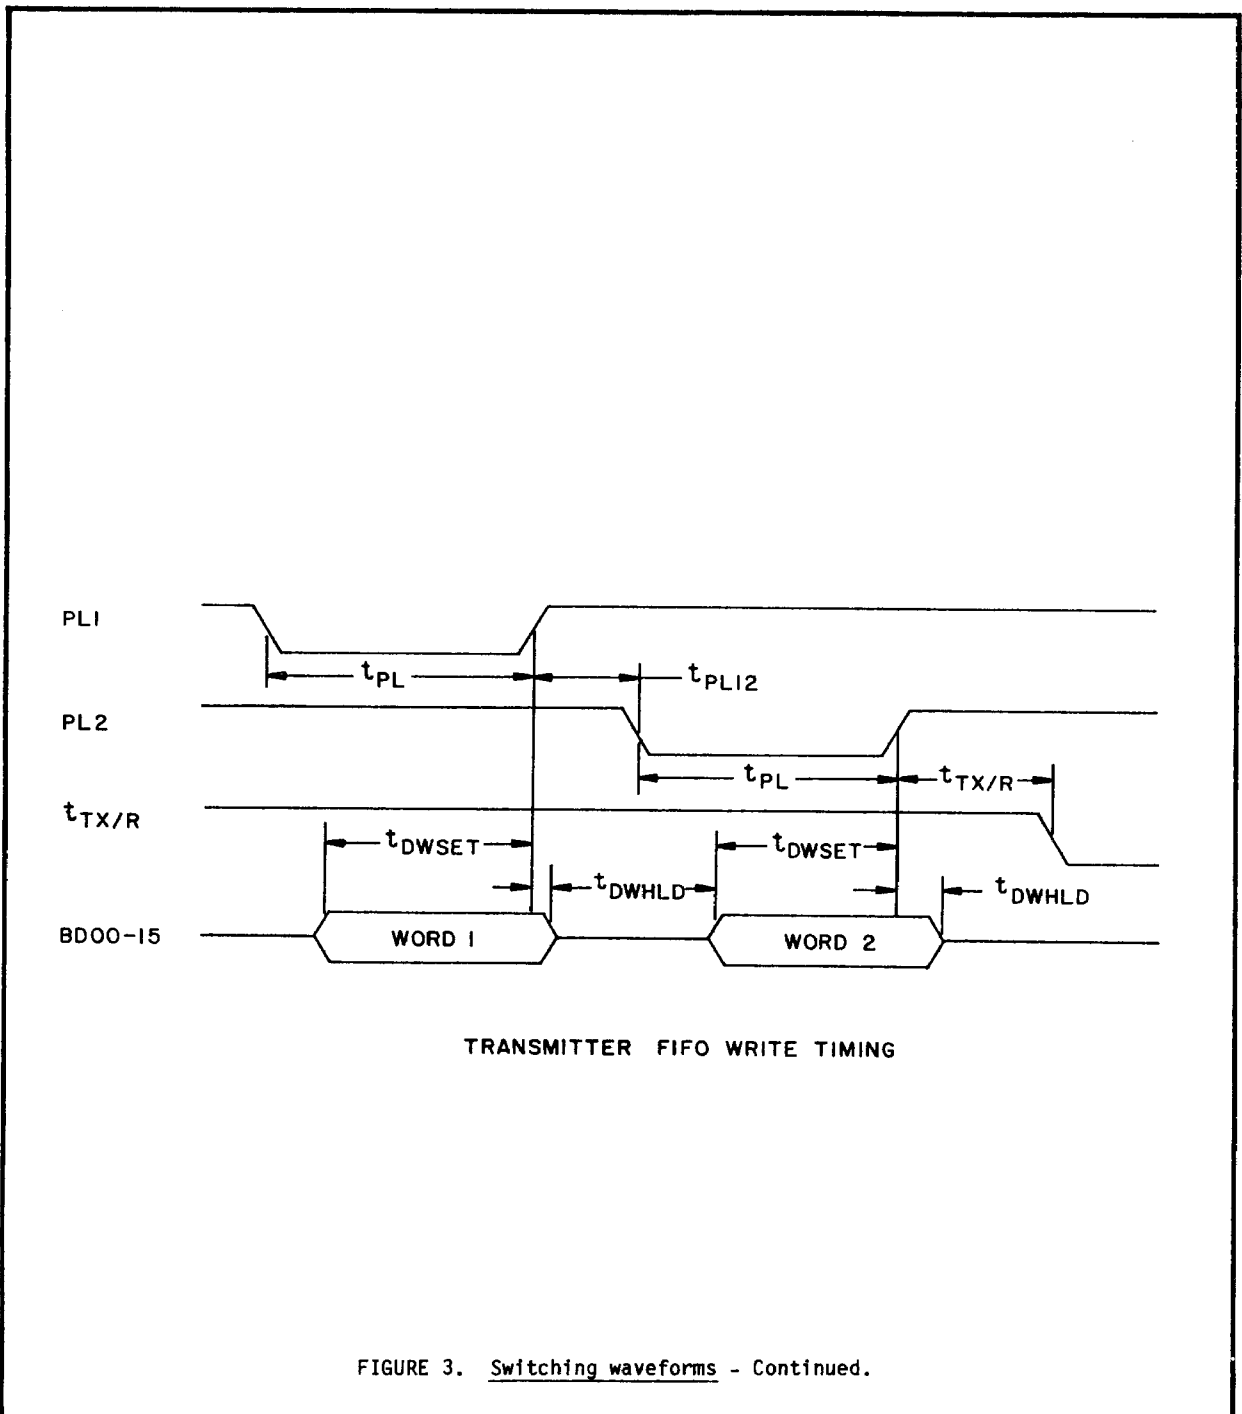 PL1
tPL
tPL12
PL2
tPL
tTX/R
tTX/R
tDWSET
tDWSET
tDWHLD
tDWHLD
BD00-15
WORD 1
WORD 2
TRANSMITTER FIFO WRITE TIMING
FIGURE 3. Switching waveforms - Continued.